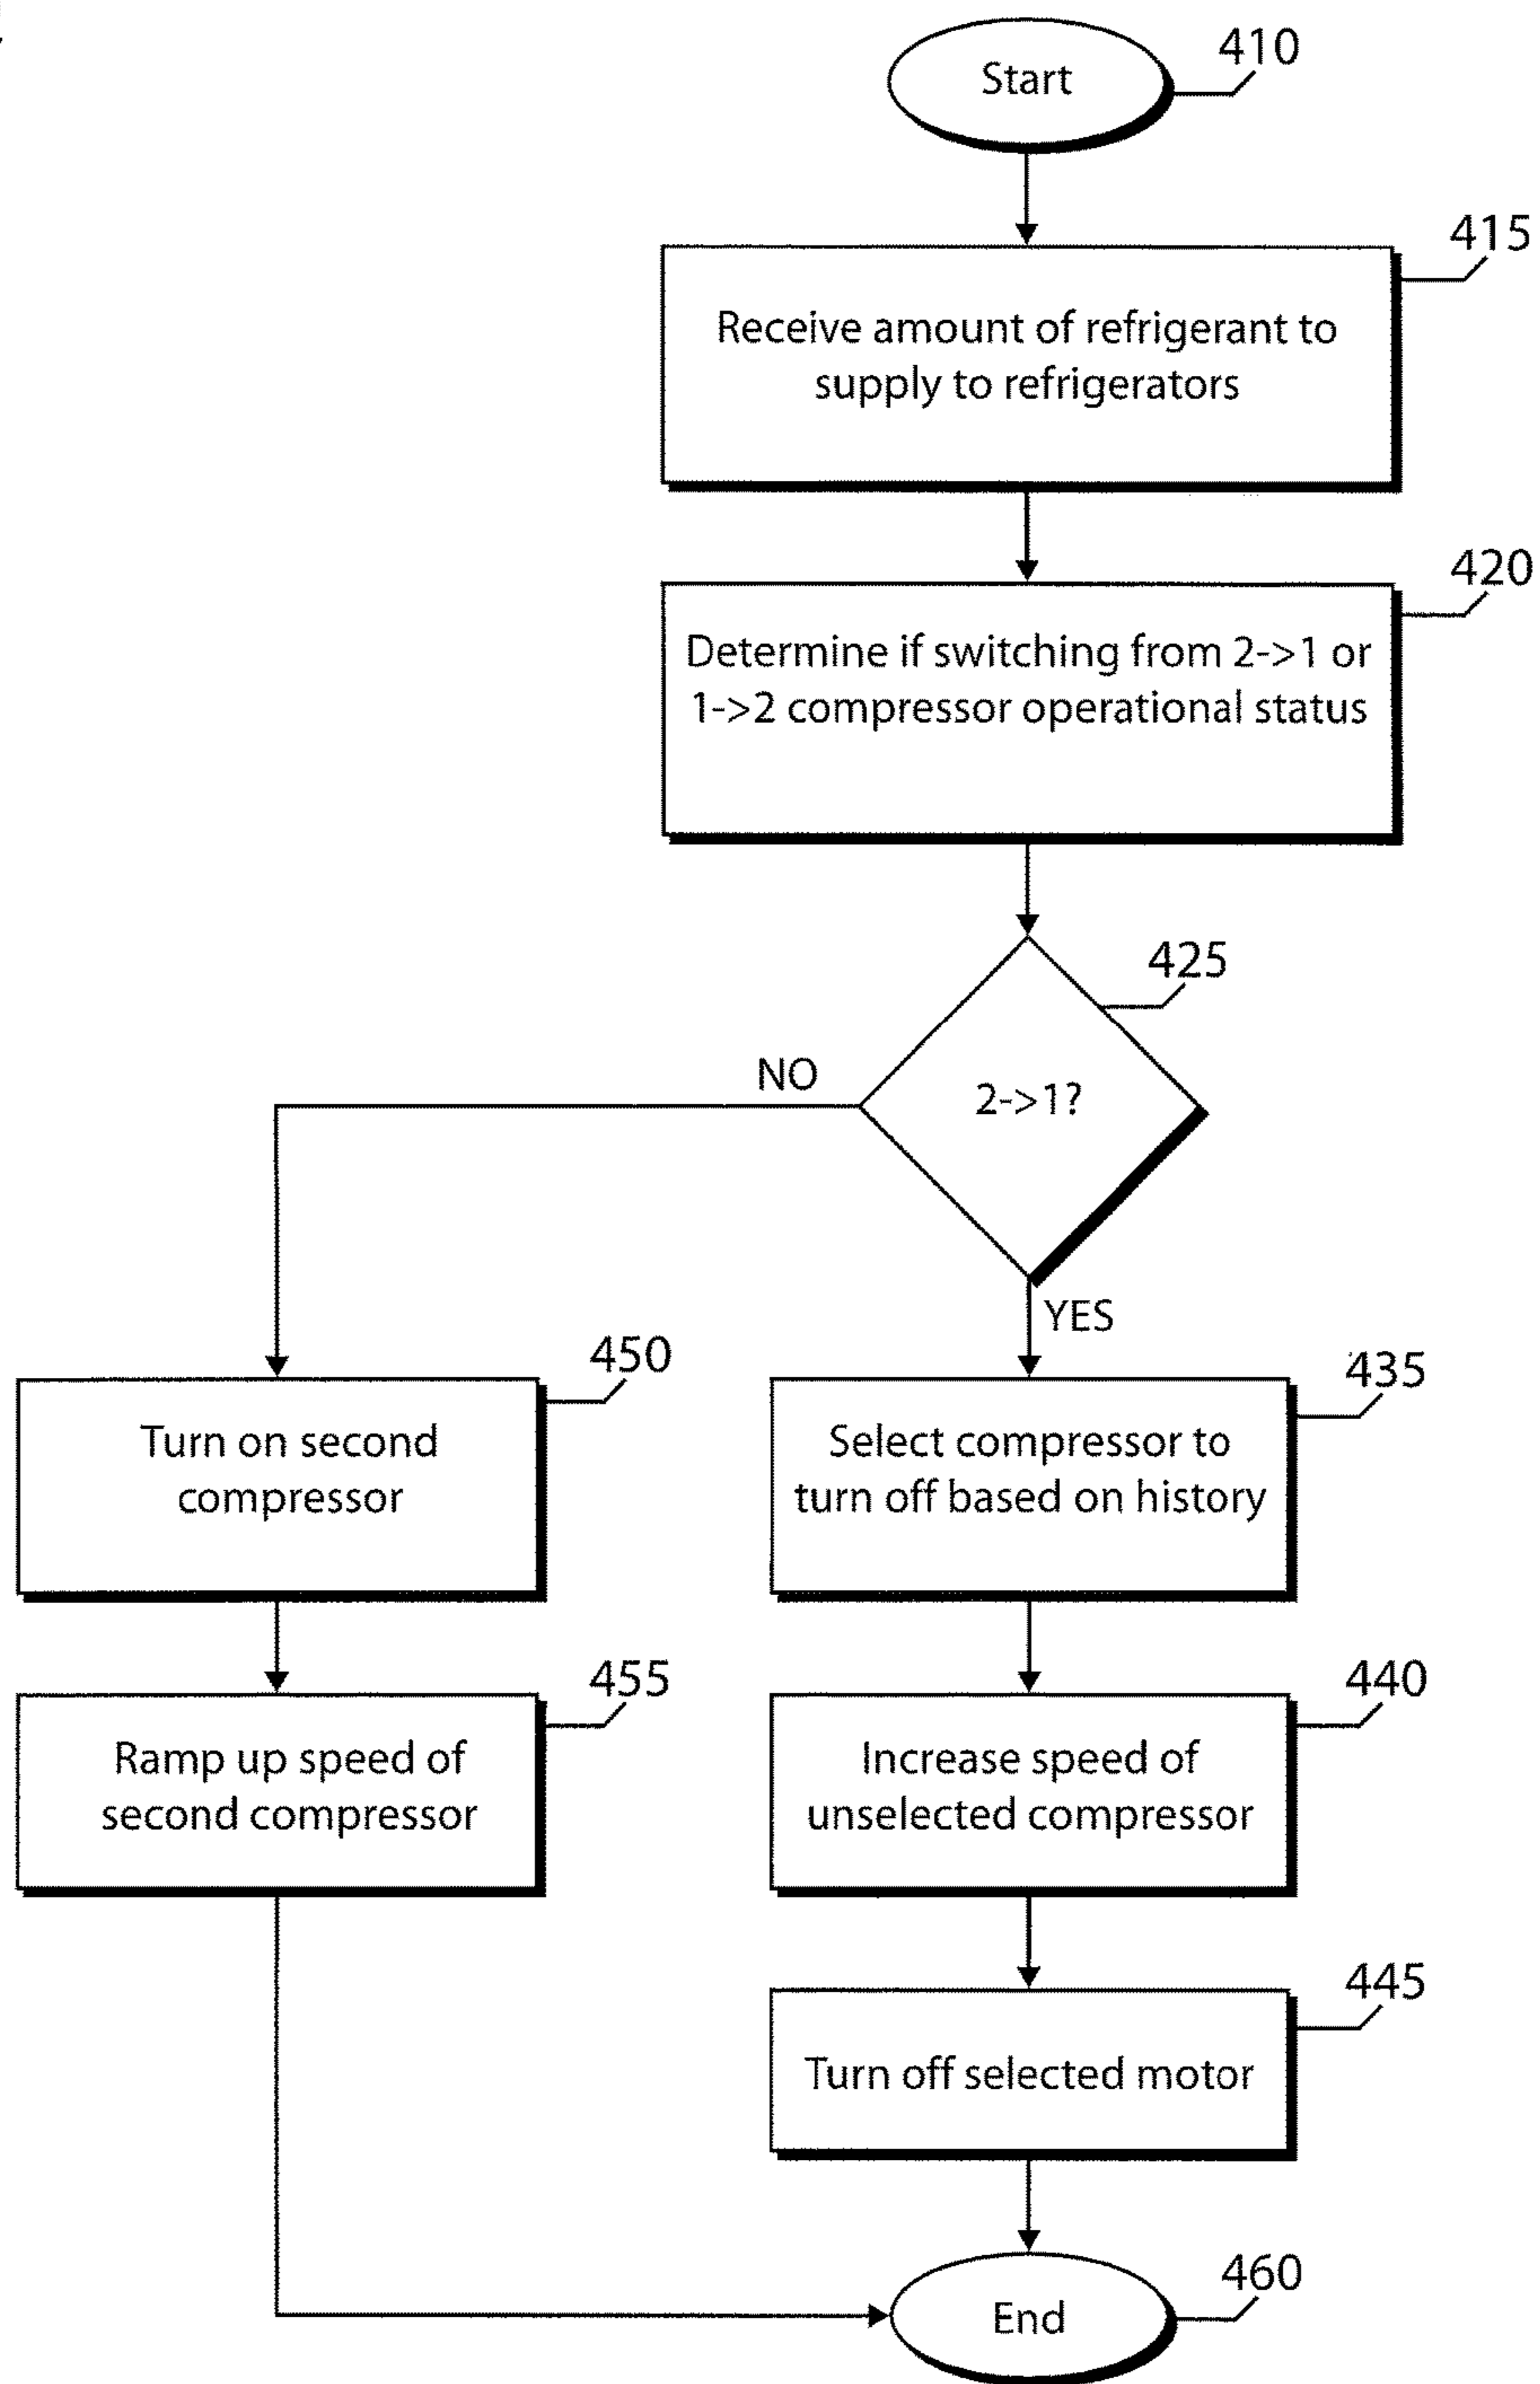 Start
410
415
Receive amount of refrigerant to
supply to refrigerators
420
Determine if switching from 2->1 or
1->2 compressor operational status
425
2->1?
NO
YES
450
Turn on second
compressor
435
Select compressor to
turn off based on history
455
Ramp up speed of
second compressor
440
Increase speed of
unselected compressor
445
Turn off selected motor
460
End